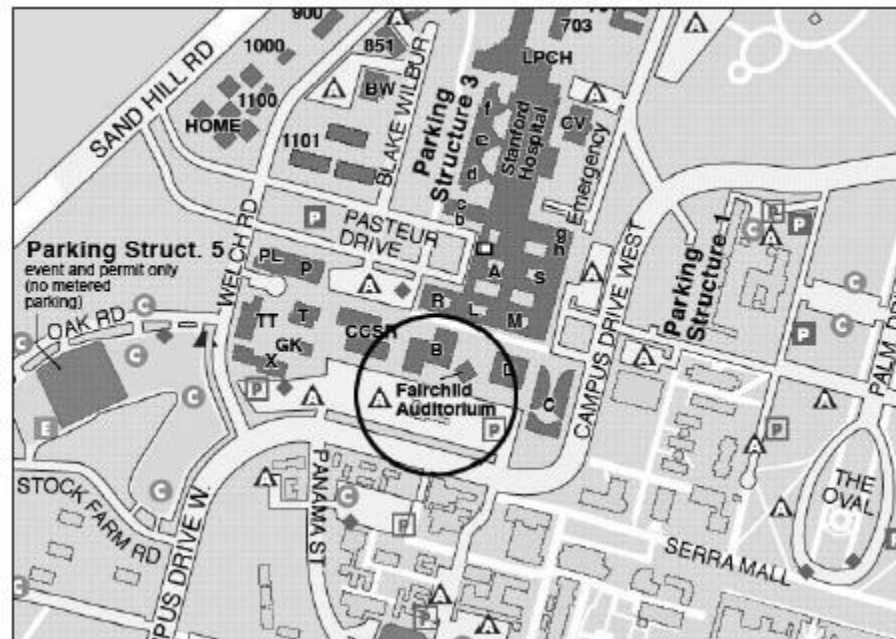 900
703
1000
851
LPCH
SAND HILL RD
1100
BW
BLAKE WILBUR
HOME
1101
Parking
Structure 3
f
e
d
c
b
Stanford
Hospital
CV
Emergency
P
PASTEUR
DRIVE
g
h
Parking Struct. 5
event and permit only
(no metered
parking)
WELCH RD
PL
P
A
S
CAMPUS DRIVE WEST
Parking
Structure 1
P
P
C
C
OAK RD
TT
T
R
L
M
GK
X
CCSR
B
D
C
Fairchild
Auditorium
A
P
P
P
C
C
C
C
E
PALM
THE
OVAL
STOCK FARM RD
C
PANAMA ST
C
P
SERRA MALL
PUS DRIVE W.
C
P